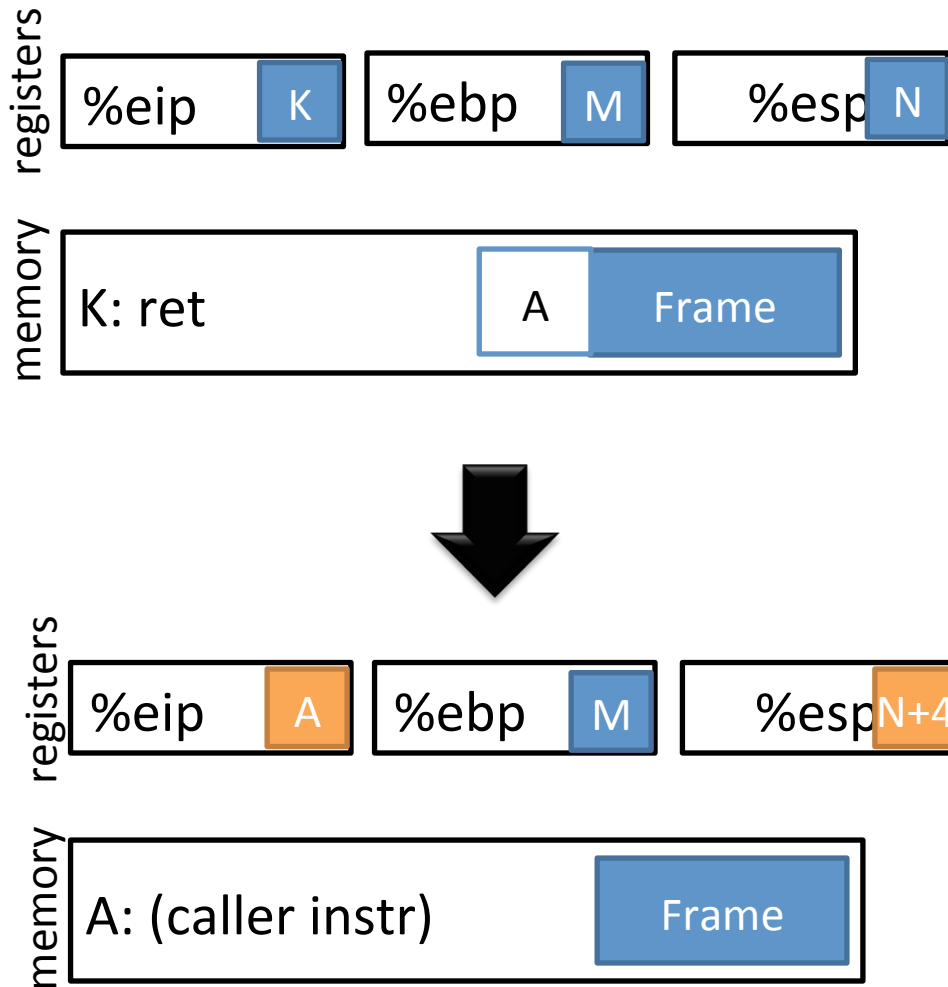 registers
%eip K
%ebp M
%esp N
memory
K: ret
A
Frame
registers
%eip A
%ebp M
%esp N+4
memory
A: (caller instr)
Frame